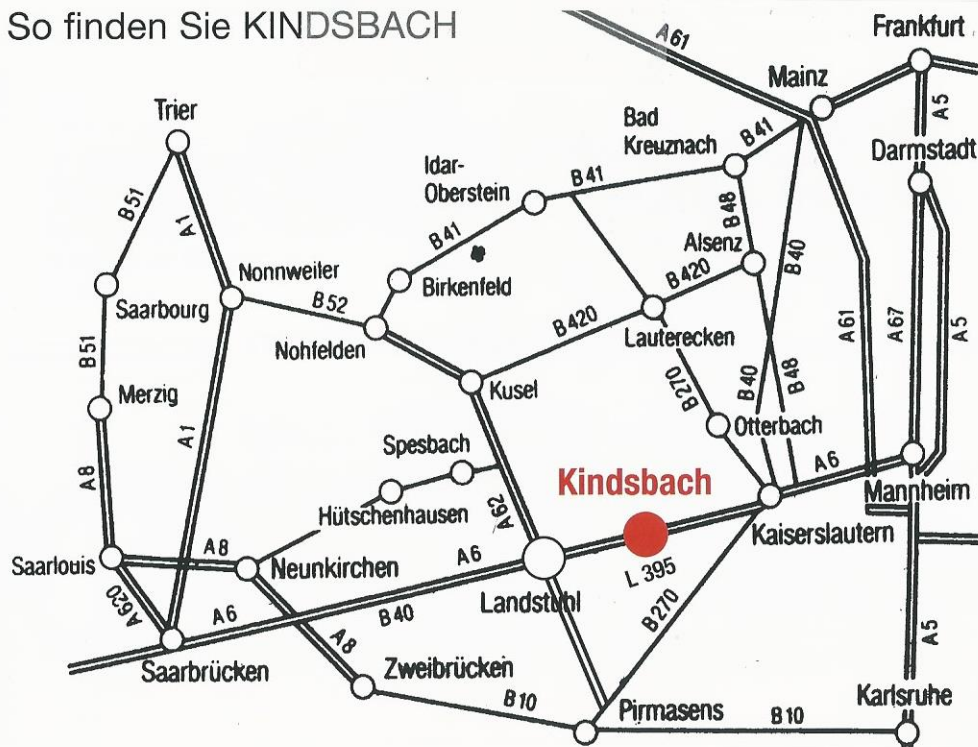 So finden Sie KINDSBACH
A61
Frankfurt
Mainz
Trier
A5
Bad
Kreuznach
B41
Darmstadt
Idar-
Oberstein
B41
B51
A1
B48
B41
Alsenz
B40
Nonnweiler
B420
Birkenfeld
Saarbourg
B52
B420
Lauterecken
A61
A67
A5
Nohfelden
B51
B270
B40
B48
Merzig
Kusel
A1
Otterbach
Spesbach
A6
A8
Kindsbach
Hütschenhausen
A62
Mannheim
Kaiserslautern
A8
A6
Saarlouis
Neunkirchen
L 395
A620
Landstuhl
A6
B40
B270
A8
A5
Saarbrücken
Zweibrücken
Karlsruhe
B10
Pirmasens
B10